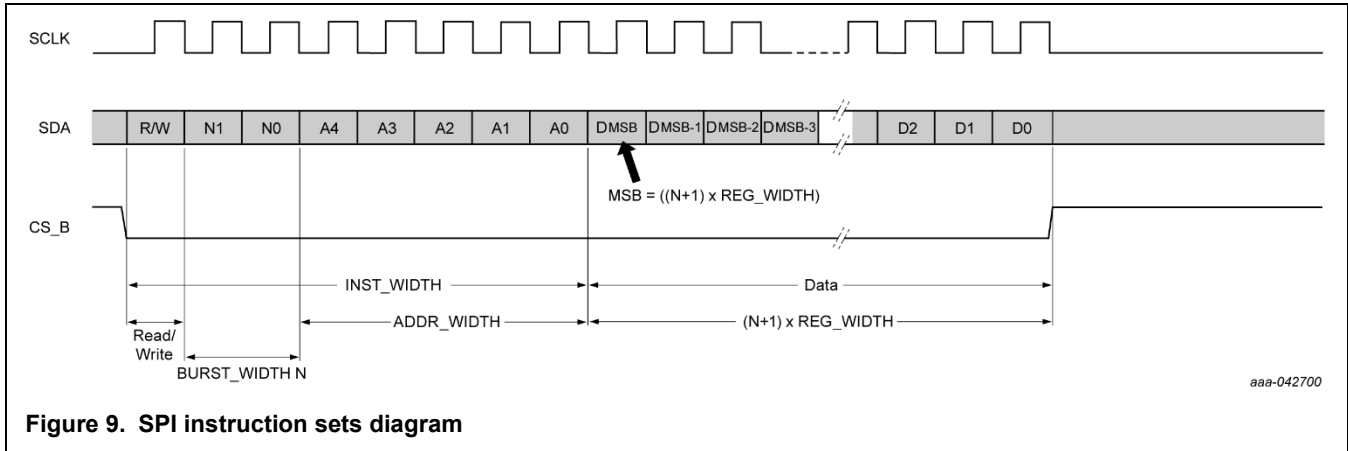 SCLK
SDA R/W N1 N0 A4 A3 A2 A1 A0 DMSB DMSB-1 DMSB-2 DMSB-3 D2 D1 D0
MSB = ((N+1) x REG_WIDTH)
CS_B
INST_WIDTH Data
ADDR_WIDTH (N+1) x REG_WIDTH
Read/
Write
BURST_WIDTH N
aaa-042700
Figure 9. SPI instruction sets diagram